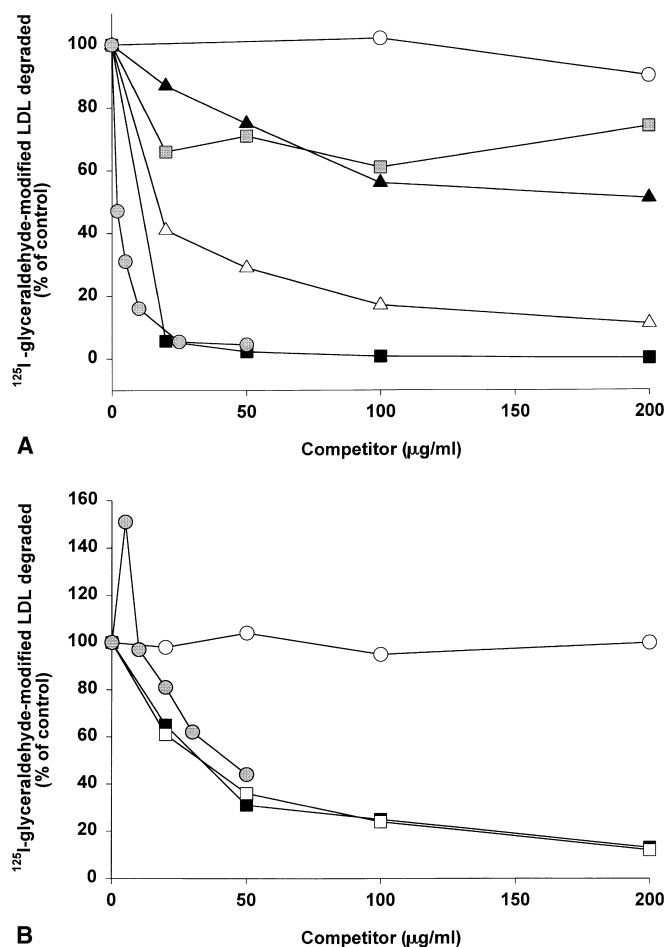 ¹²⁵I-glyceraldehyde-modified LDL degraded
(% of control)
100
80
60
40
20
0
0 50 100 150 200
A
Competitor (µg/ml)
¹²⁵I-glyceraldehyde-modified LDL degraded
(% of control)
160
140
120
100
80
60
40
20
0
0 50 100 150 200
B
Competitor (µg/ml)